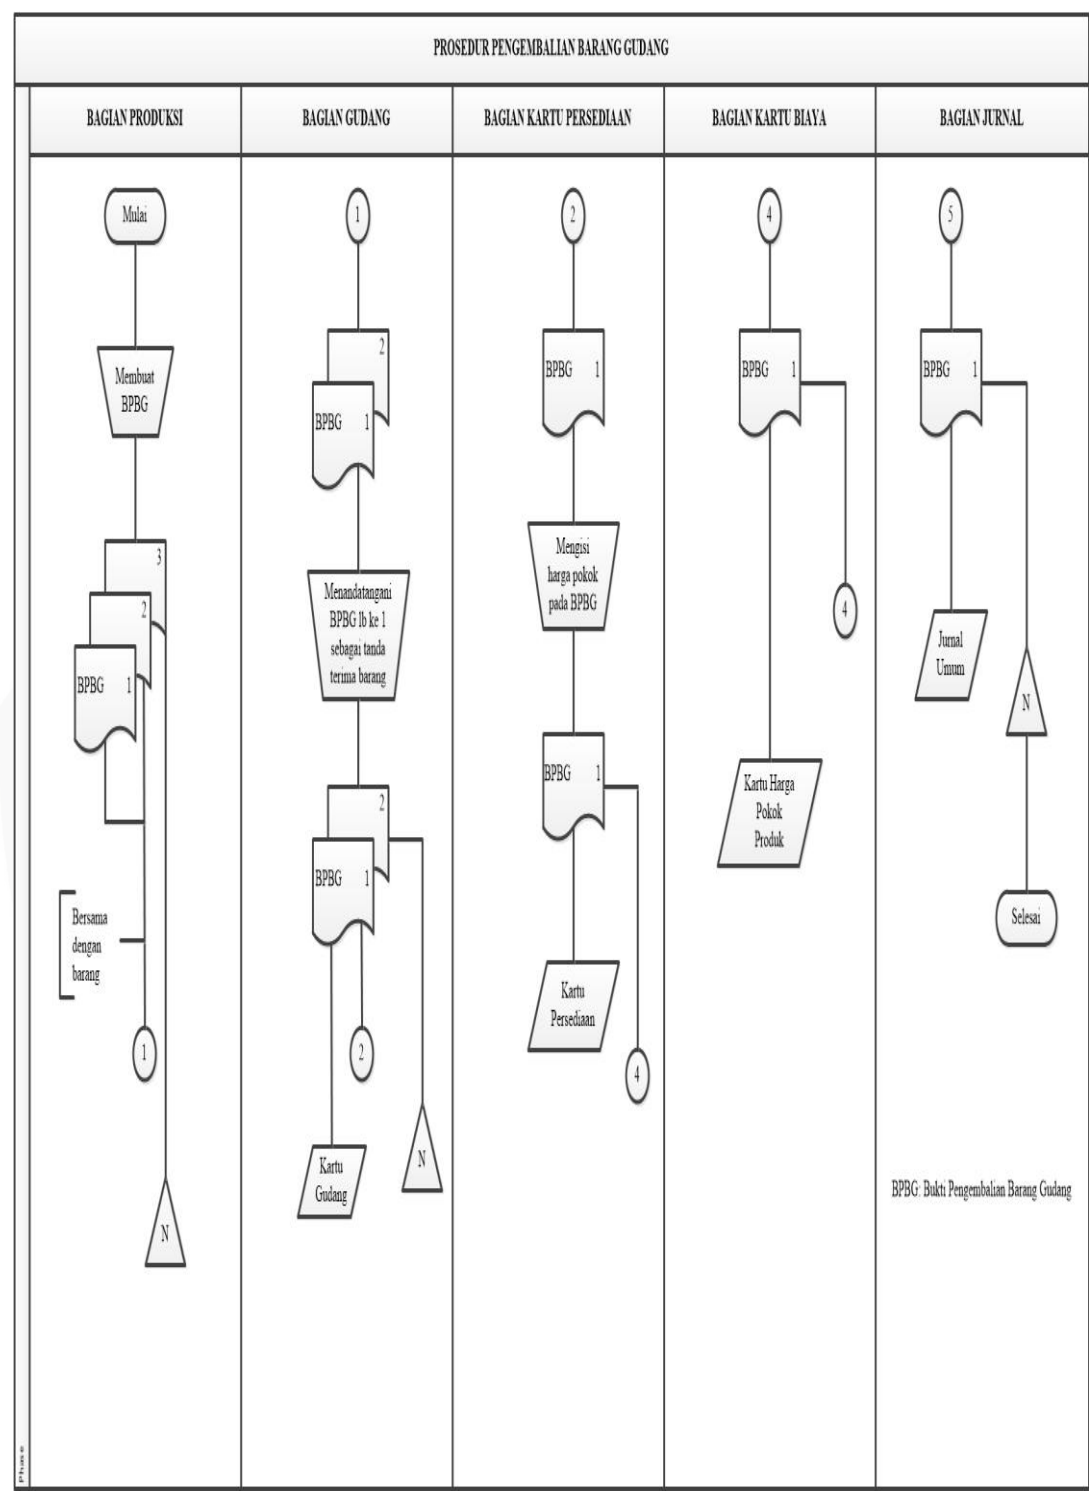 PROSEDUR PENGEMBALIAN BARANG GUDANG
BAGIAN PRODUKSI
BAGIAN GUDANG
BAGIAN KARTU PERSEDIAAN
BAGIAN KARTU BIAYA
BAGIAN JURNAL
Mulai
Membuat
BPBG
3
2
BPBG 1
Bersama
dengan
barang
1
N
1
2
BPBG 1
Menandatangani
BPBG lb ke 1
sebagai tanda
terima barang
2
BPBG 1
2
Kartu
Gudang
N
2
BPBG 1
Mengisi
harga pokok
pada BPBG
BPBG 1
Kartu
Persediaan
4
4
BPBG 1
4
Kartu Harga
Pokok
Produk
5
BPBG 1
Jurnal
Umum
N
Selesai
BPBG: Bukti Pengembalian Barang Gudang
Phase